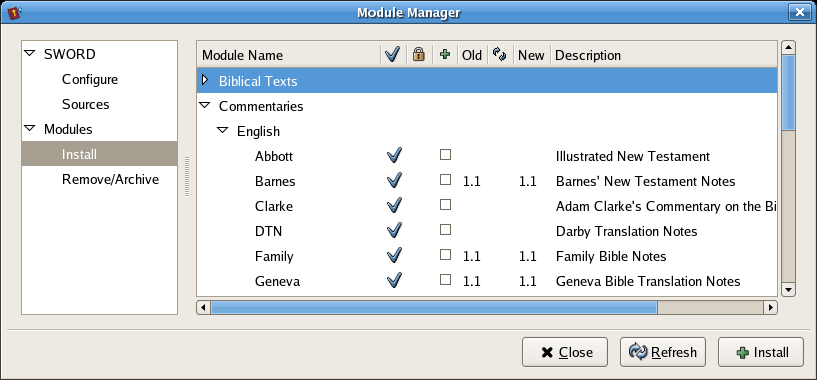 Module Manager
SWORD
Configure
Sources
Modules
Install
Remove/Archive
Module Name Old New Description
Biblical Texts
Commentaries
English
Abbott Illustrated New Testament
Barnes 1.1 1.1 Barnes' New Testament Notes
Clarke Adam Clarke's Commentary on the Bi
DTN Darby Translation Notes
Family 1.1 1.1 Family Bible Notes
Geneva 1.1 1.1 Geneva Bible Translation Notes
Close Refresh Install